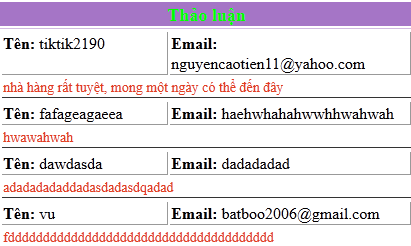 Thảo luận
Tên: tiktik2190 Email:
nguyencaotien11@yahoo.com
nhà hàng rất tuyệt, mong một ngày có thể đến đây
Tên: fafageagaeea Email: haehwhahahwwhhwahwah
hwawahwah
Tên: dawdasda Email: dadadadad
adadadadaddadasdadasdqadad
Tên: vu Email: batboo2006@gmail.com
fdddddddddddddddddddddddddddddddddddddd